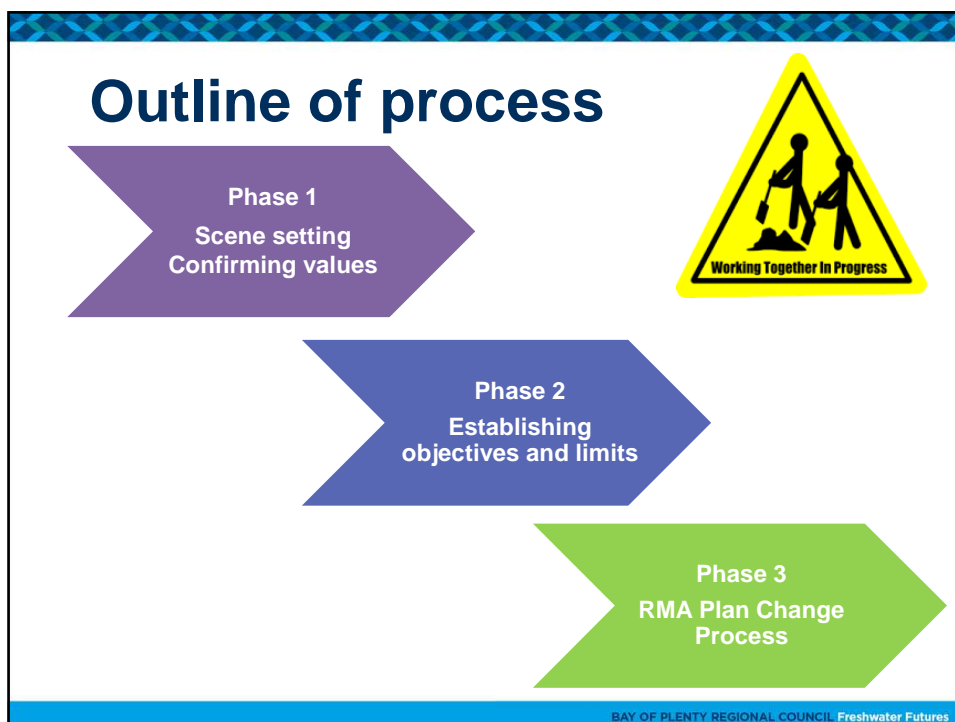 Outline of process
Phase 1
Scene setting
Confirming values
Working Together In Progress
Phase 2
Establishing
objectives and limits
Phase 3
RMA Plan Change
Process
BAY OF PLENTY REGIONAL COUNCIL Freshwater Futures